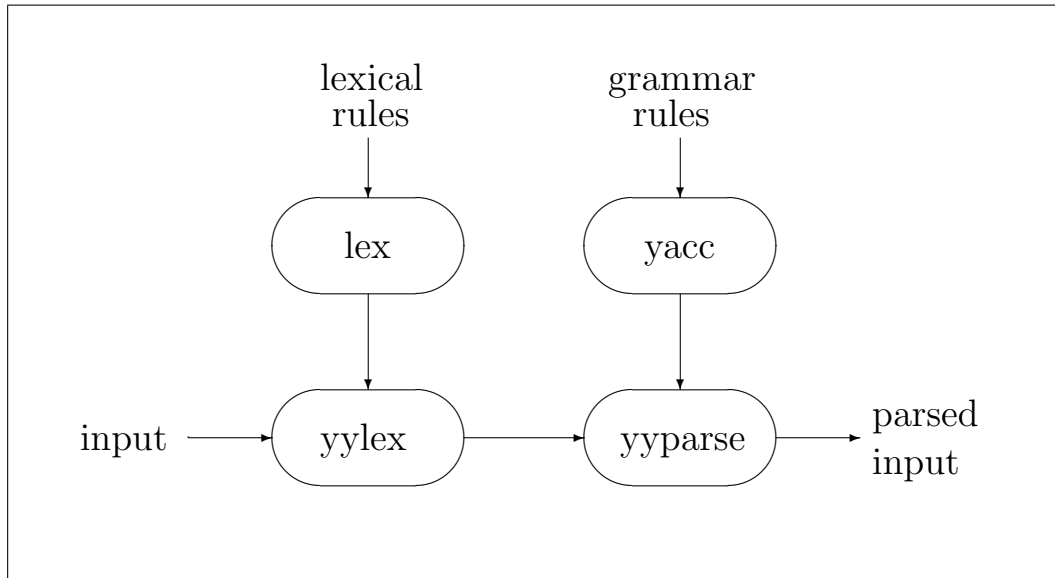 lexical
rules
grammar
rules
lex
yacc
input
yylex
yyparse
parsed
input